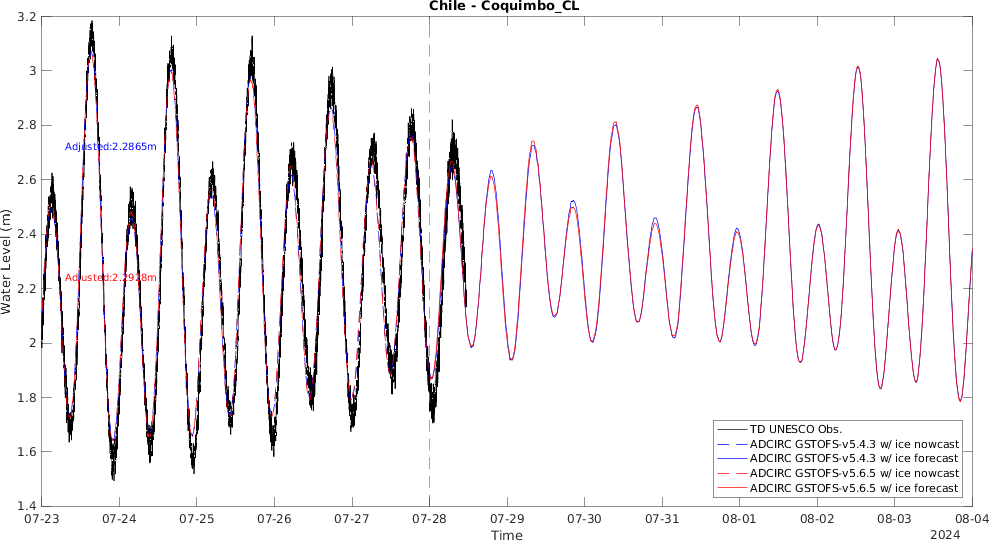 Chile - Coquimbo_CL
3.2
3
2.8
2.6
2.4
2.2
2
1.8
1.6
1.4
Water Level (m)
Adjusted:2.2865m
Adjusted:2.2928m
TD UNESCO Obs.
ADCIRC GSTOFS-v5.4.3 w/ ice nowcast
ADCIRC GSTOFS-v5.4.3 w/ ice forecast
ADCIRC GSTOFS-v5.6.5 w/ ice nowcast
ADCIRC GSTOFS-v5.6.5 w/ ice forecast
07-23 07-24 07-25 07-26 07-27 07-28 07-29 07-30 07-31 08-01 08-02 08-03 08-04
Time
2024